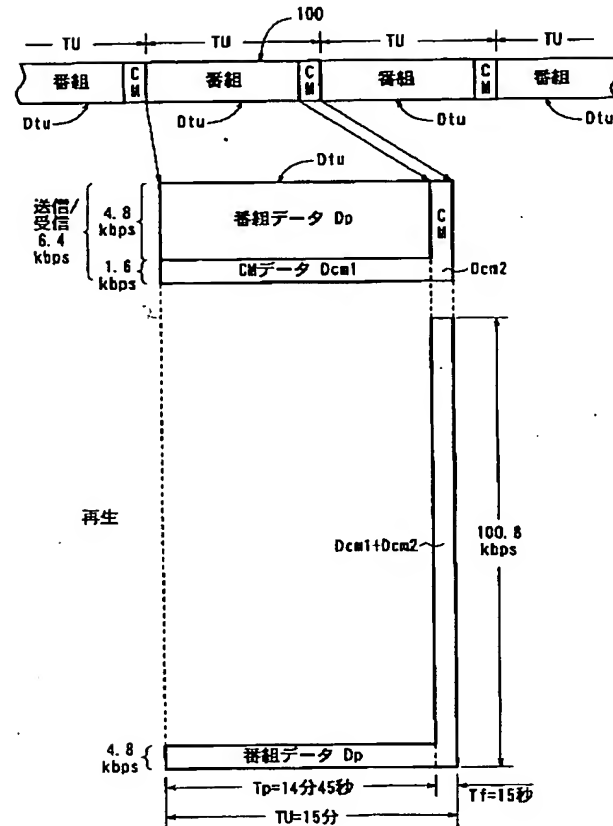 100
TU TU TU TU
番組 CM 番組 CM 番組 CM 番組
Dtu Dtu Dtu Dtu
Dtu
送信/
受信
6.4
kbps
4.8
kbps
番組データ Dp
CM
1.6
kbps
CMデータ Dcm1
Dcm2
再生
Dcm1+Dcm2
100.8
kbps
4.8
kbps
番組データ Dp
Tp=14分45秒
Tf=15秒
TU=15分